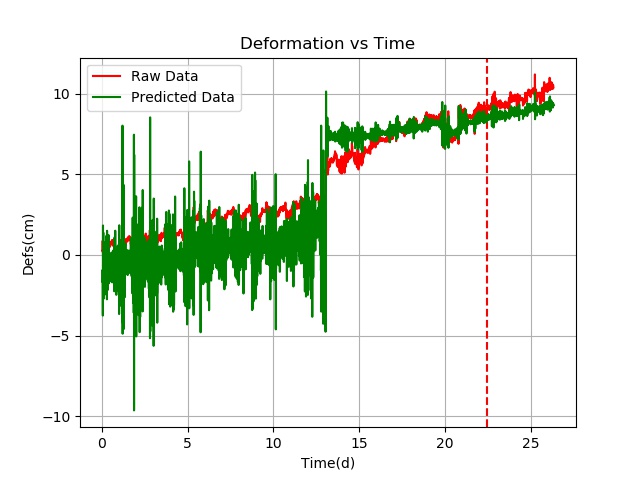 Deformation vs Time
Raw Data
Predicted Data
10
5
0
−5
−10
Defs(cm)
0 5 10 15 20 25
Time(d)